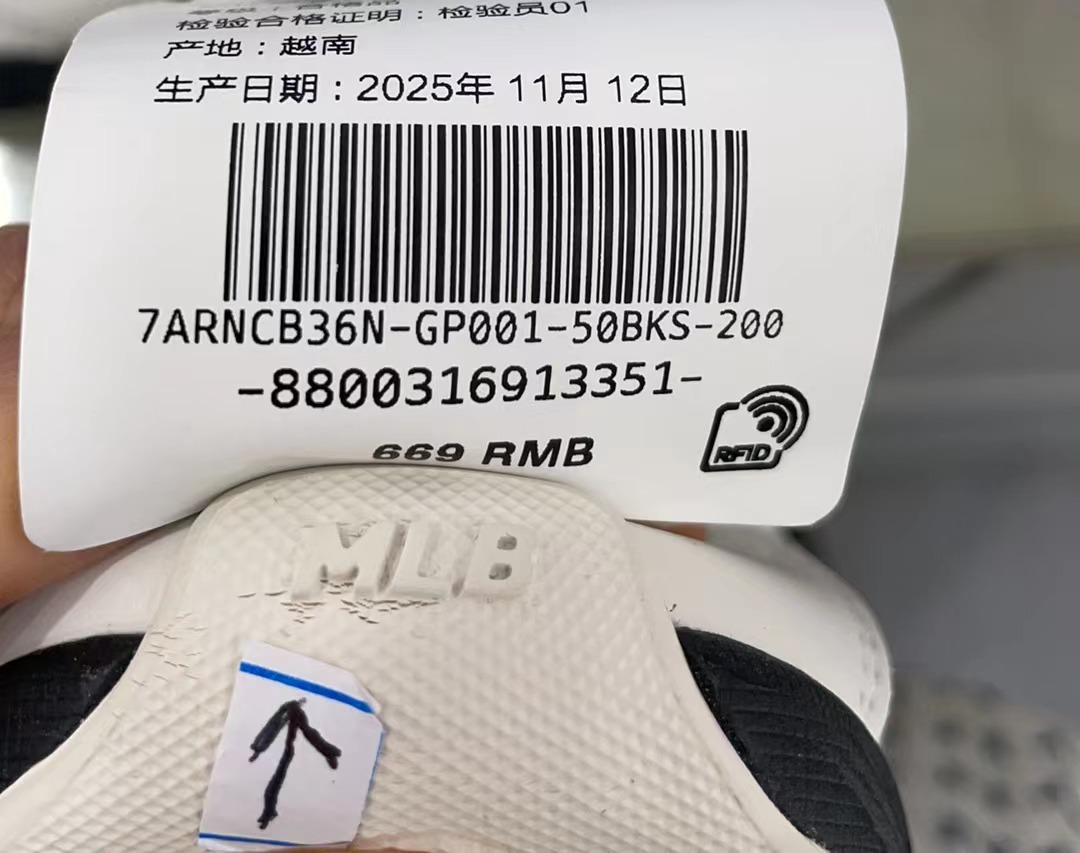 检验合格证明：检验员01
产地：越南
生产日期：2025年 11月 12日
7ARNCB36N-GP001-50BKS-200
-8800316913351-
669 RMB
RFID
MLB